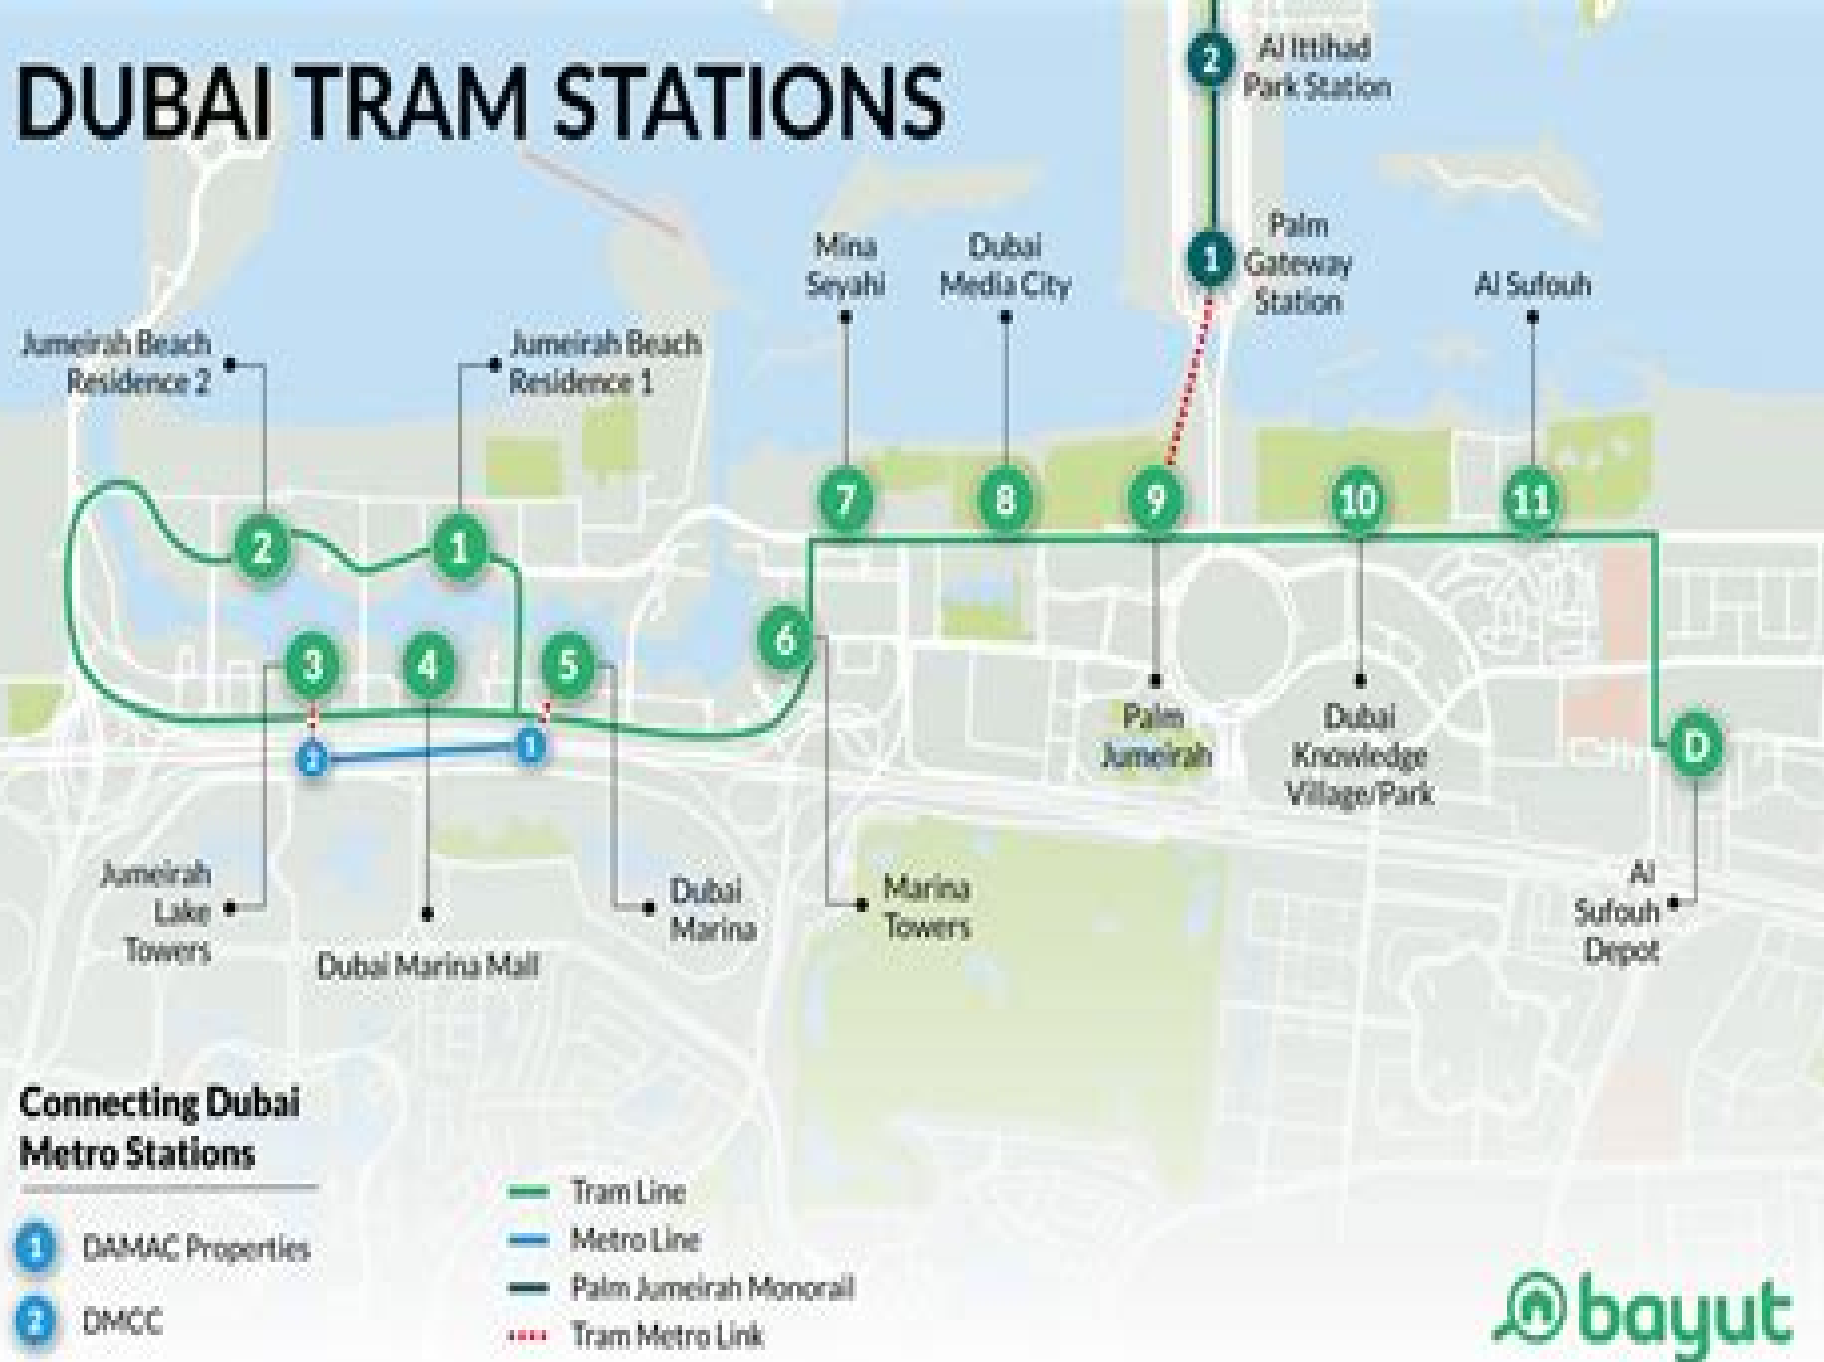 DUBAI TRAM STATIONS
2
Al Ittihad
Park Station
1
Palm
Gateway
Station
Mina
Seyahi
Dubai
Media City
Al Sufouh
Jumeirah Beach
Residence 2
Jumeirah Beach
Residence 1
7
8
9
10
11
2
1
6
3
4
5
2
1
Palm
Jumeirah
Dubai
Knowledge
Village/Park
D
Jumeirah
Lake
Towers
Dubai Marina Mall
Dubai
Marina
Marina
Towers
Al
Sufouh
Depot
Connecting Dubai
Metro Stations
1 DAMAC Properties
2 DMCC
Tram Line
Metro Line
Palm Jumeirah Monorail
Tram Metro Link
bayut